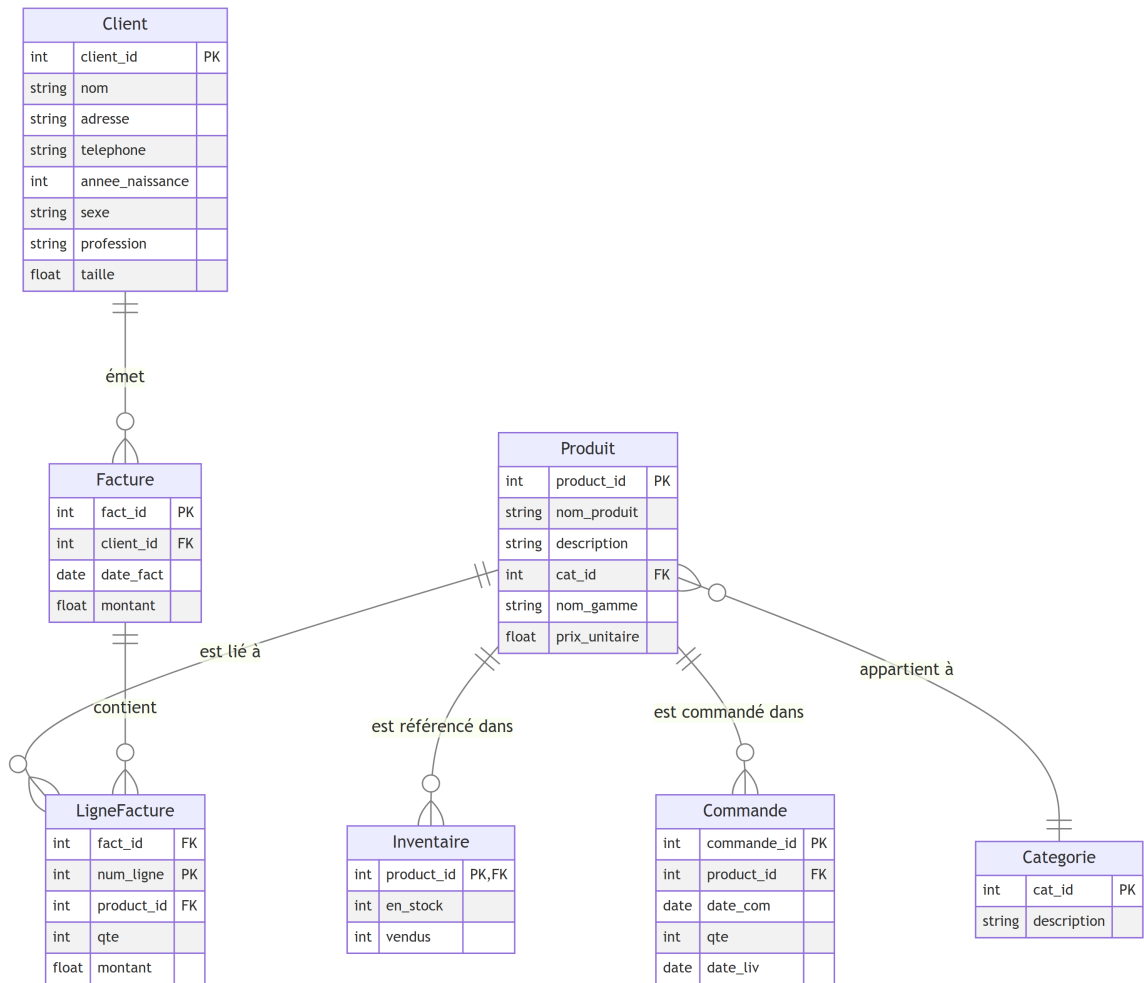 Client
int client_id PK
string nom
string adresse
string telephone
int annee_naissance
string sexe
string profession
float taille
émet
Facture
int fact_id PK
int client_id FK
date date_fact
float montant
Produit
int product_id PK
string nom_produit
string description
int cat_id FK
string nom_gamme
float prix_unitaire
est lié à
contient
est référencé dans
est commandé dans
appartient à
LigneFacture
int fact_id FK
int num_ligne PK
int product_id FK
int qte
float montant
Inventaire
int product_id PK,FK
int en_stock
int vendus
Commande
int commande_id PK
int product_id FK
date date_com
int qte
date date_liv
Categorie
int cat_id PK
string description